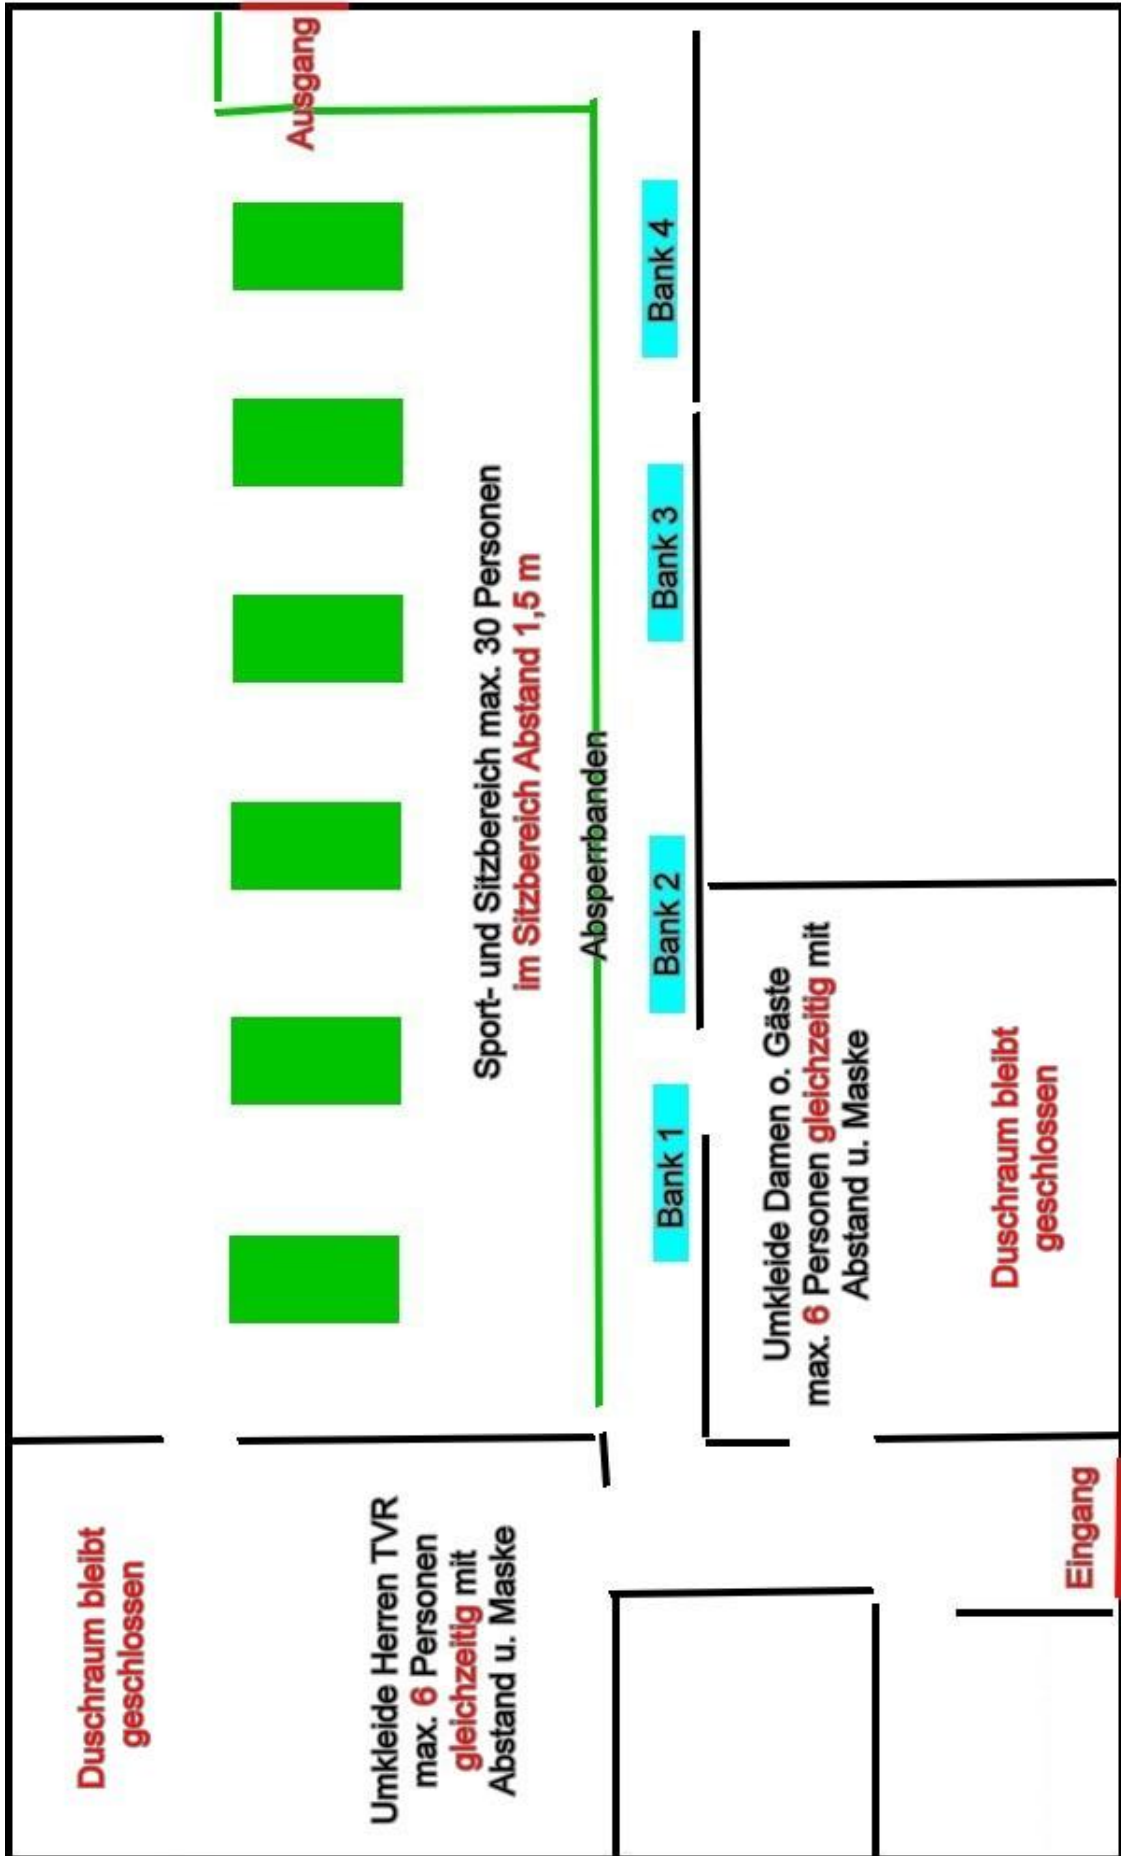 Duschraum bleibt
geschlossen
Umkleide Herren TVR
max. 6 Personen
gleichzeitig mit
Abstand u. Maske
Ausgang
Sport- und Sitzbereich max. 30 Personen
im Sitzbereich Abstand 1,5 m
Absperrbanden
Bank 1
Bank 2
Bank 3
Bank 4
Umkleide Damen o. Gäste
max. 6 Personen gleichzeitig mit
Abstand u. Maske
Duschraum bleibt
geschlossen
Eingang